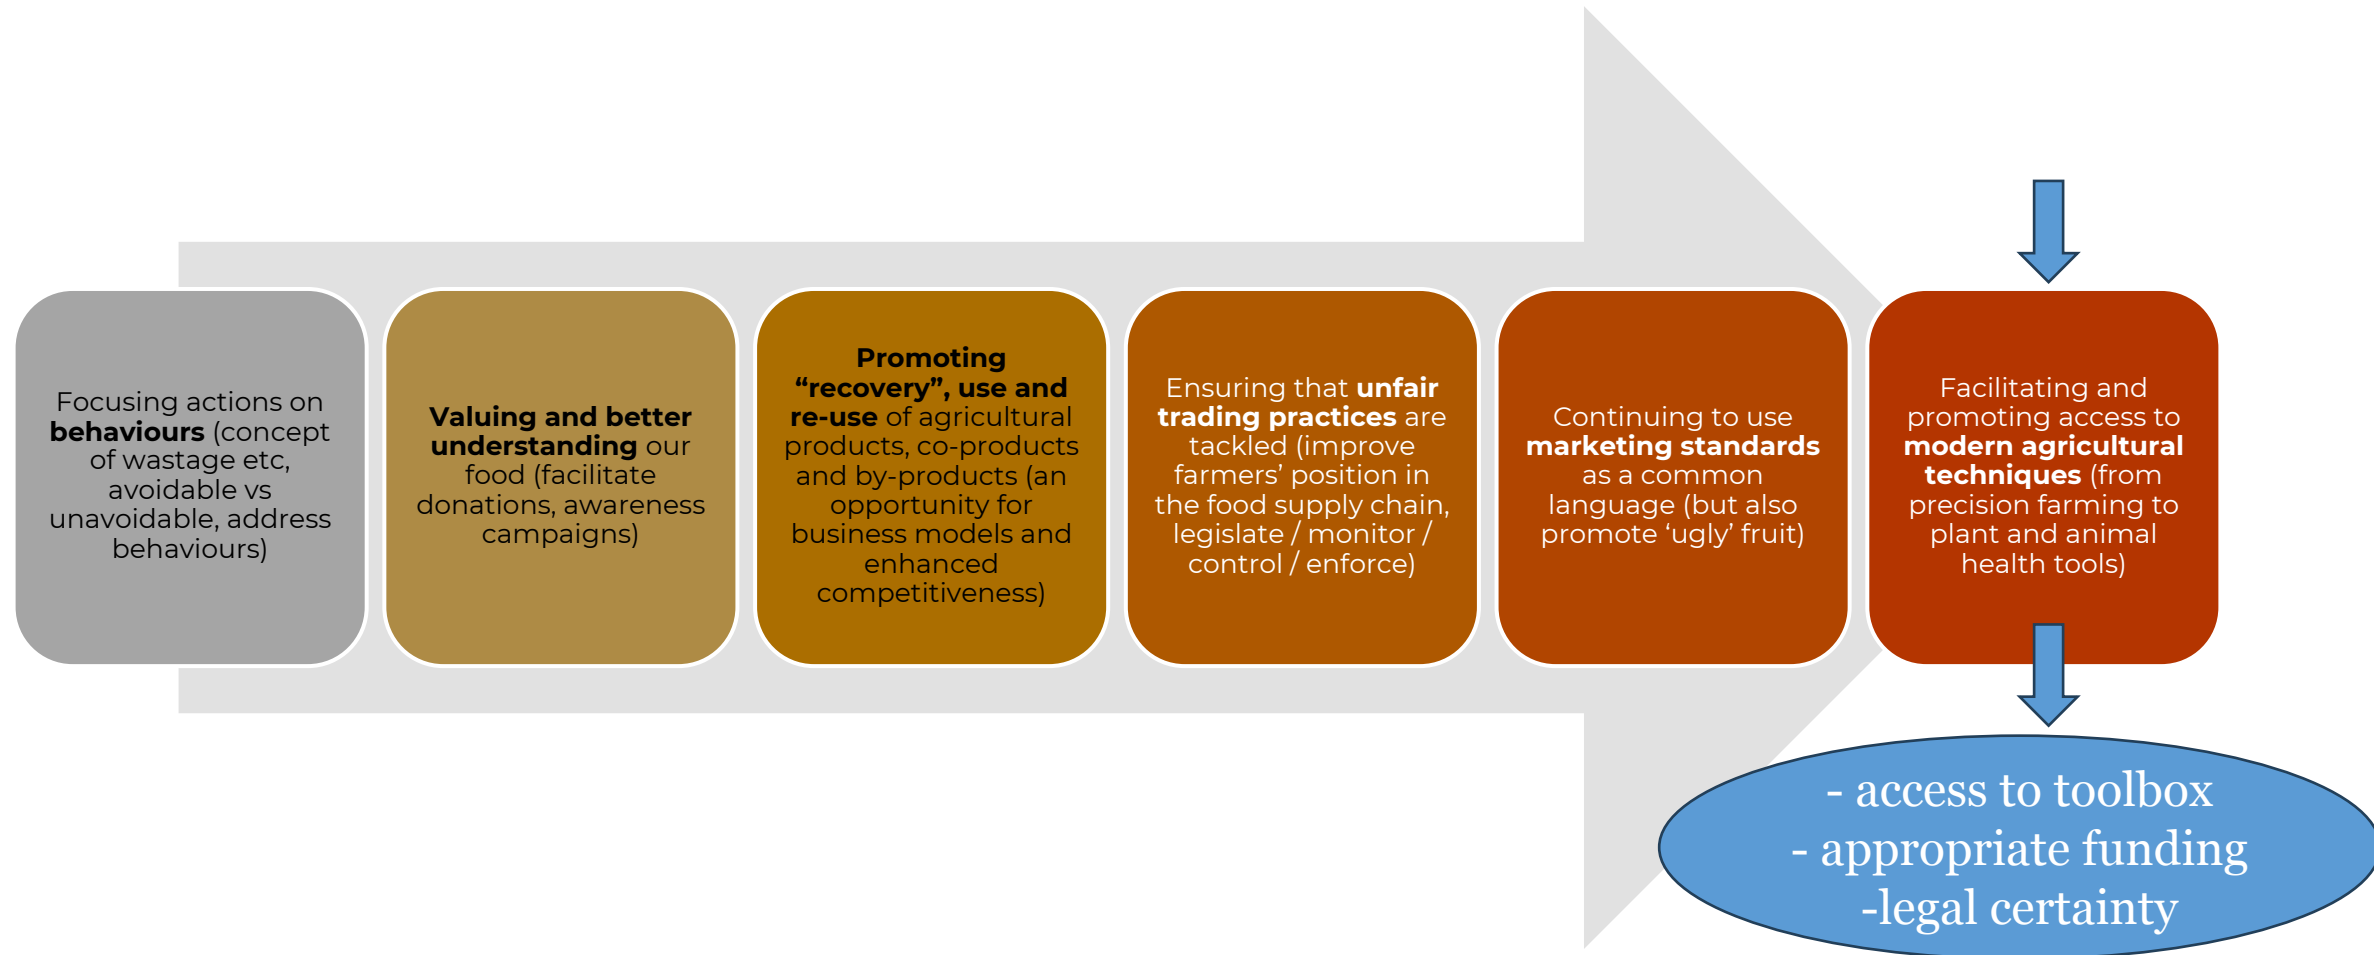 Focusing actions on
behaviours (concept
of wastage etc,
avoidable vs
unavoidable, address
behaviours)
Valuing and better
understanding our
food (facilitate
donations, awareness
campaigns)
Promoting
“recovery”, use and
re-use of agricultural
products, co-products
and by-products (an
opportunity for
business models and
enhanced
competitiveness)
Ensuring that unfair
trading practices are
tackled (improve
farmers’ position in
the food supply chain,
legislate / monitor /
control / enforce)
Continuing to use
marketing standards
as a common
language (but also
promote ‘ugly’ fruit)
Facilitating and
promoting access to
modern agricultural
techniques (from
precision farming to
plant and animal
health tools)
- access to toolbox
- appropriate funding
-legal certainty